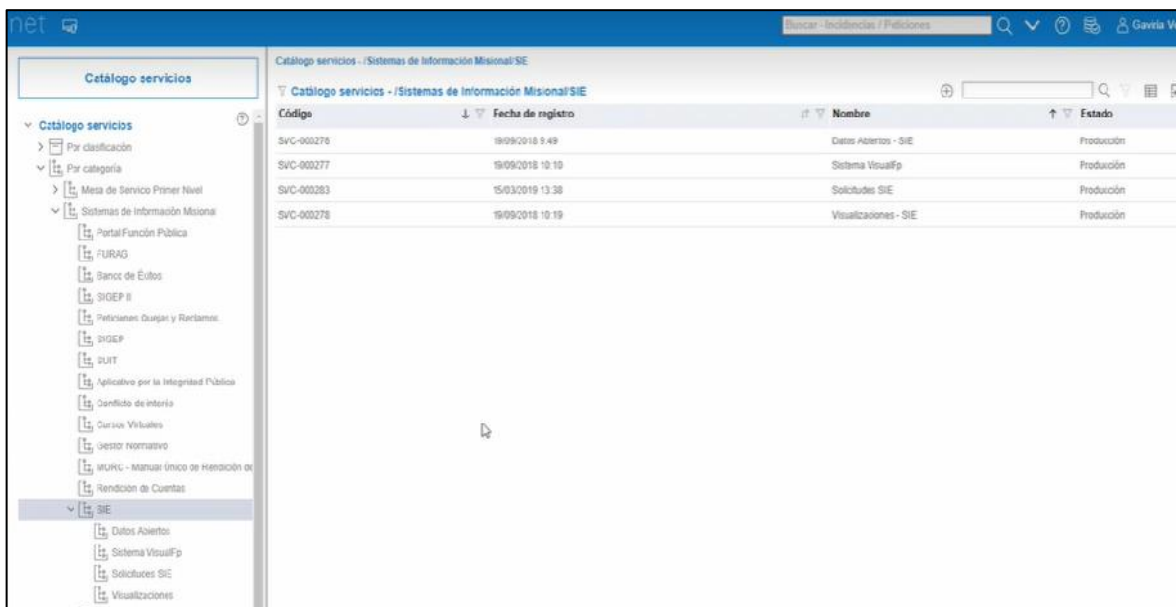 net
Buscar - Incidencias / Peticiones
Gaviria Ve
Catálogo servicios
Catálogo servicios
Por clasificación
Por categoría
Mesa de Servico Primer Nivel
Sistemas de Información Misional
Portal Función Pública
FURAG
Banco de Éxitos
SIGEP II
Peticiones Quejas y Reclamos
SIGEP
SUIT
Aplicativo por la Integridad Pública
Conflicto de interés
Cursos Virtuales
Gestor Normativo
MURC - Manual Único de Rendición de
Rendición de Cuentas
SIE
Datos Abiertos
Sistema VisualFp
Solicitudes SIE
Visualizaciones
Catálogo servicios - /Sistemas de Información Misional/SIE
Catálogo servicios - /Sistemas de Información Misional/SIE
Código Fecha de registro Nombre Estado
SVC-000276 19/09/2018 9:49 Datos Abiertos - SIE Producción
SVC-000277 19/09/2018 10:10 Sistema VisualFp Producción
SVC-000283 15/03/2019 13:38 Solicitudes SIE Producción
SVC-000278 19/09/2018 10:19 Visualizaciones - SIE Producción